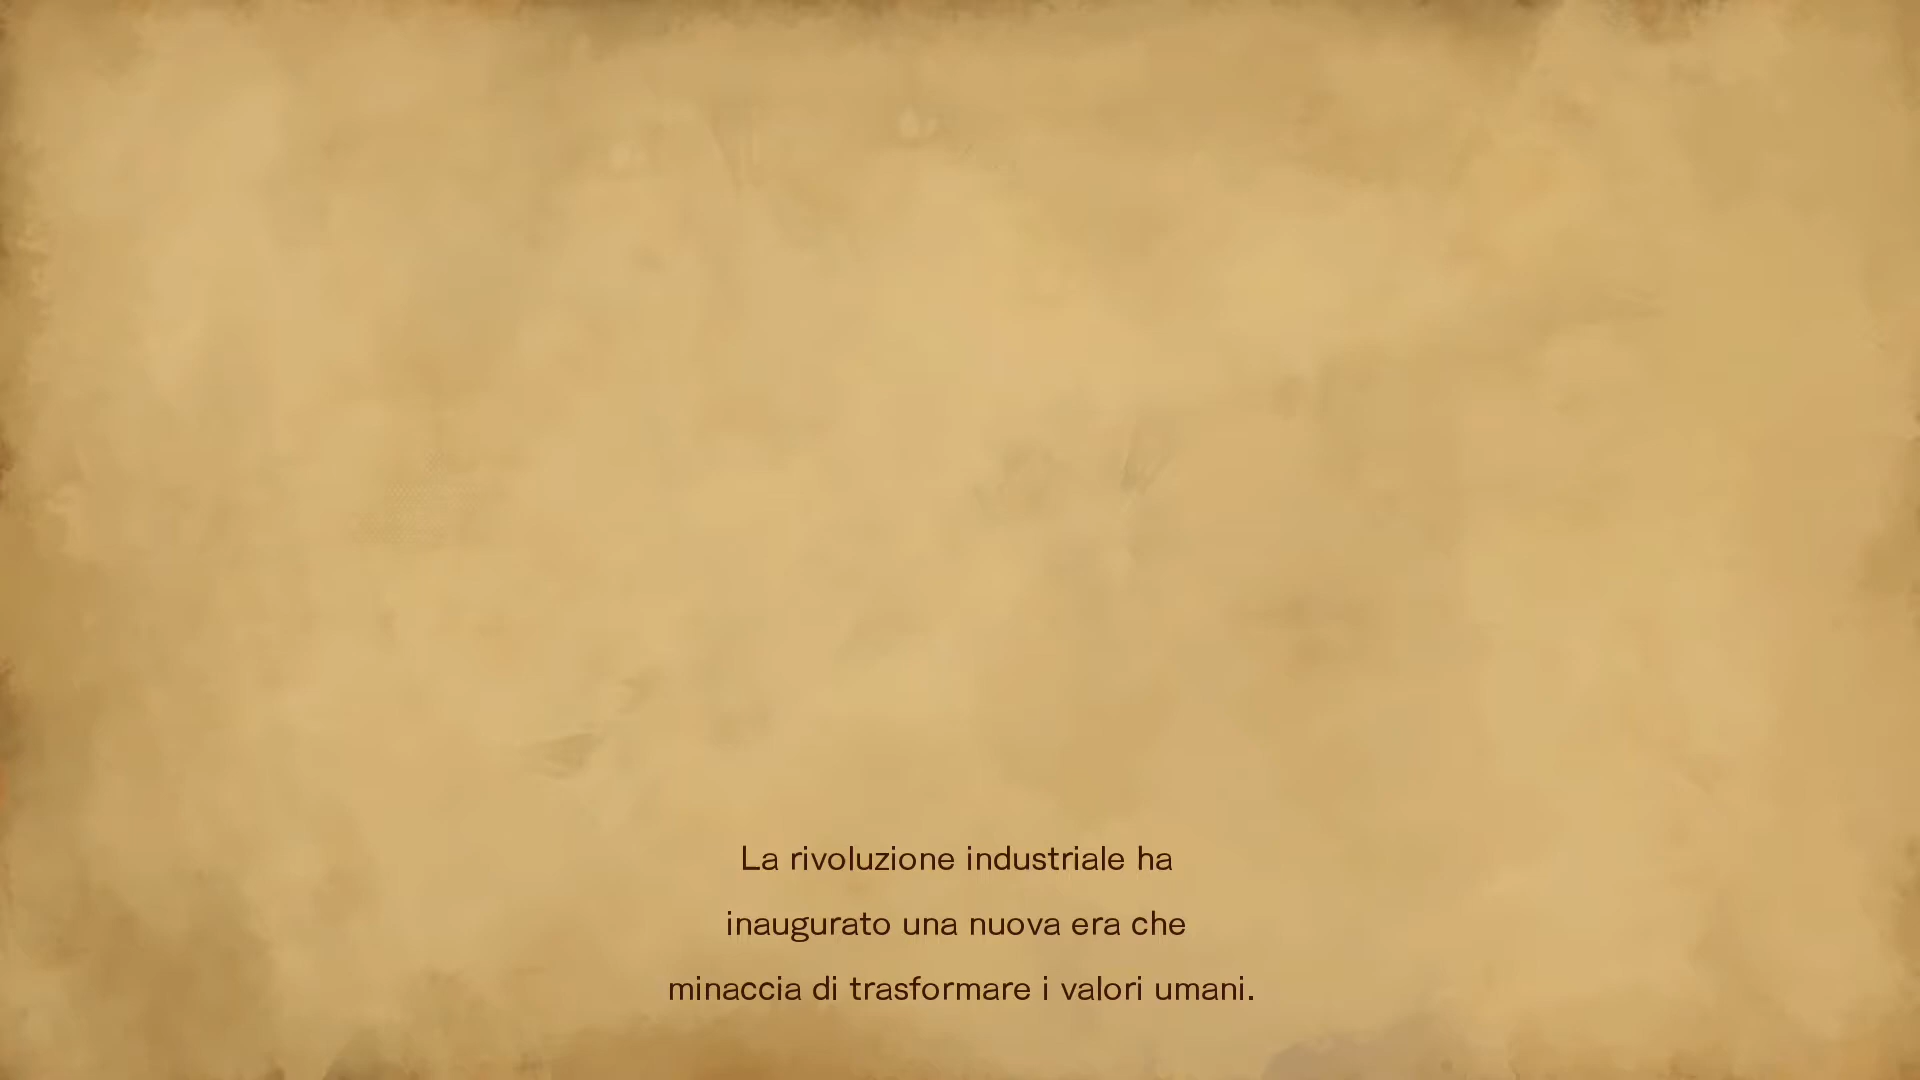 La rivoluzione industriale ha
inaugurato una nuova era che
minaccia di trasformare i valori umani.